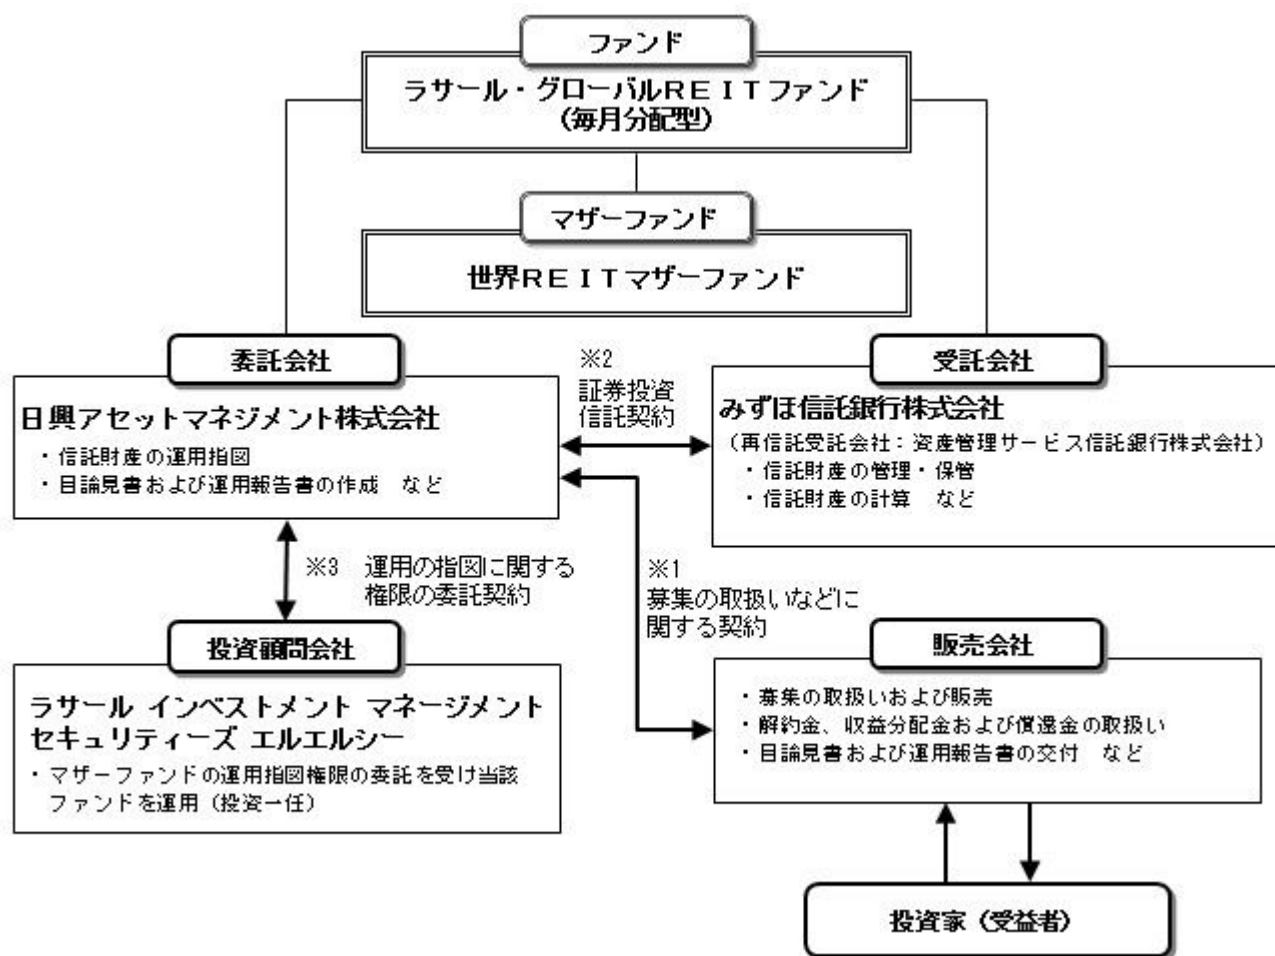 ファンド
ラサール・グローバルＲＥＩＴファンド
（毎月分配型）
マザーファンド
世界ＲＥＩＴマザーファンド
委託会社
日興アセットマネジメント株式会社
・信託財産の運用指図
・目論見書および運用報告書の作成　など
※2
証券投資
信託契約
受託会社
みずほ信託銀行株式会社
（再信託受託会社：資産管理サービス信託銀行株式会社）
・信託財産の管理・保管
・信託財産の計算　など
※3　運用の指図に関する
権限の委託契約
※1
募集の取扱いなどに
関する契約
投資顧問会社
ラサール インベストメント マネージメント
セキュリティーズ エルエルシー
・マザーファンドの運用指図権限の委託を受け当該
ファンドを運用（投資一任）
販売会社
・募集の取扱いおよび販売
・解約金、収益分配金および償還金の取扱い
・目論見書および運用報告書の交付　など
投資家（受益者）